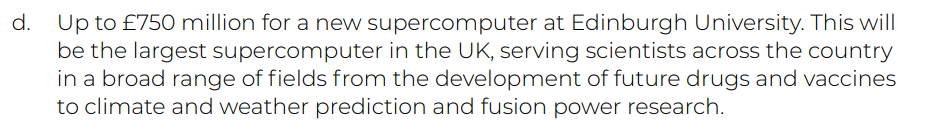 d. Up to £750 million for a new supercomputer at Edinburgh University. This will
be the largest supercomputer in the UK, serving scientists across the country
in a broad range of fields from the development of future drugs and vaccines
to climate and weather prediction and fusion power research.